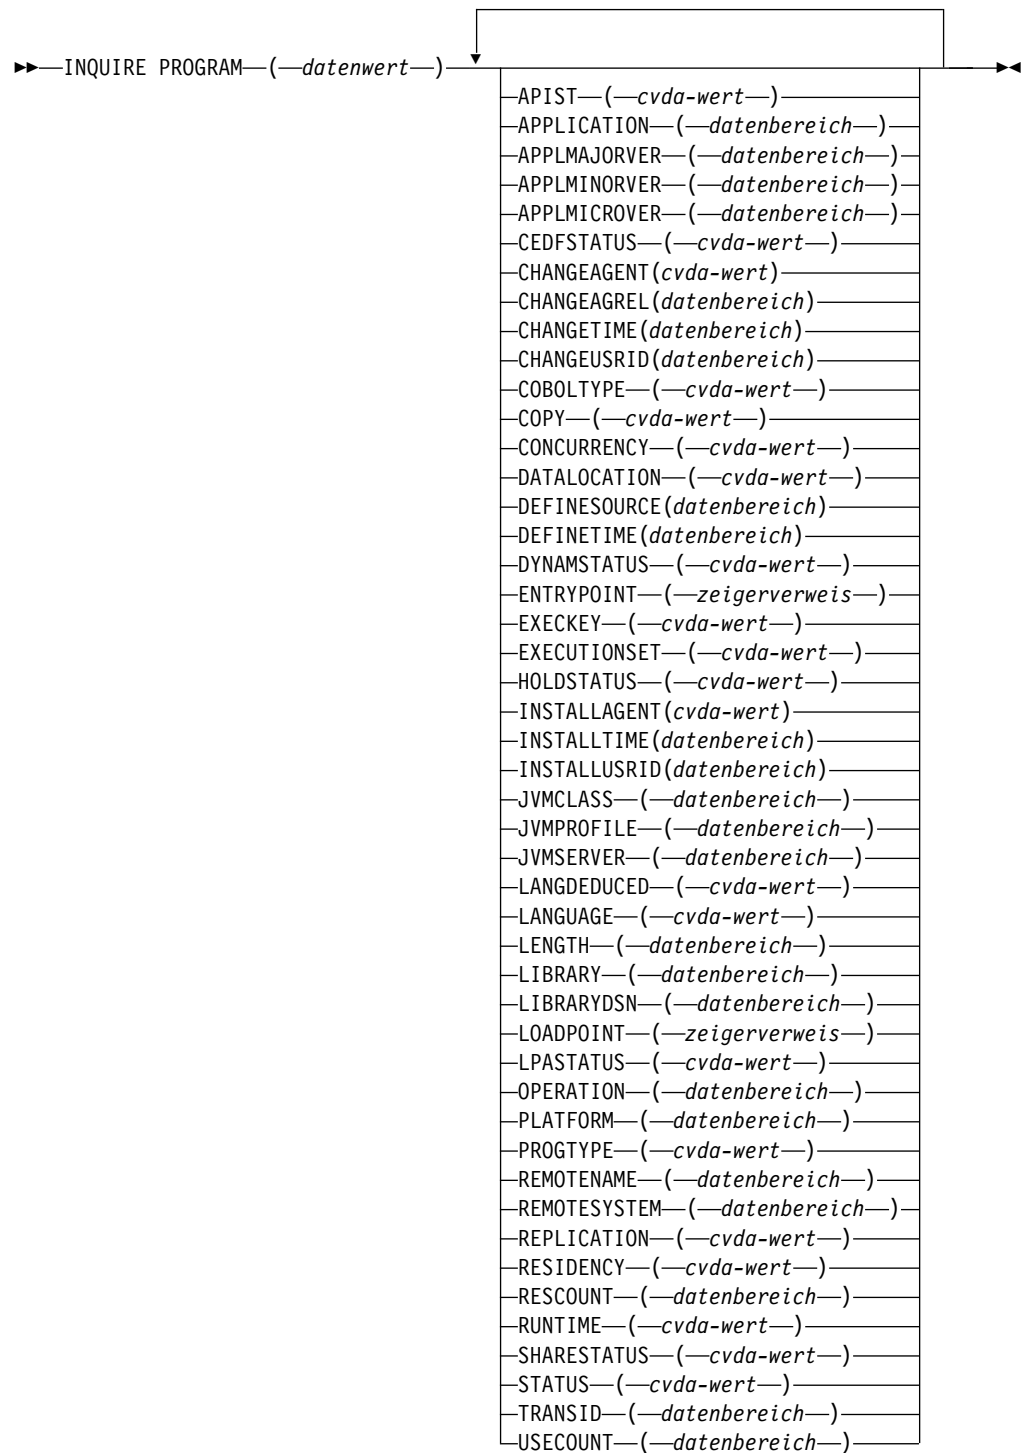 INQUIRE PROGRAM ( datenwert )
APIST ( cvda-wert )
APPLICATION ( datenbereich )
APPLMAJORVER ( datenbereich )
APPLMINORVER ( datenbereich )
APPLMICROVER ( datenbereich )
CEDFSTATUS ( cvda-wert )
CHANGEAGENT(cvda-wert)
CHANGEAGREL(datenbereich)
CHANGETIME(datenbereich)
CHANGEUSRID(datenbereich)
COBOLTYPE ( cvda-wert )
COPY ( cvda-wert )
CONCURRENCY ( cvda-wert )
DATALOCATION ( cvda-wert )
DEFINESOURCE(datenbereich)
DEFINETIME(datenbereich)
DYNAMSTATUS ( cvda-wert )
ENTRYPOINT ( zeigerverweis )
EXECKEY ( cvda-wert )
EXECUTIONSET ( cvda-wert )
HOLDSTATUS ( cvda-wert )
INSTALLAGENT(cvda-wert)
INSTALLTIME(datenbereich)
INSTALLUSRID(datenbereich)
JVMCLASS ( datenbereich )
JVMPROFILE ( datenbereich )
JVMSERVER ( datenbereich )
LANGDEDUCED ( cvda-wert )
LANGUAGE ( cvda-wert )
LENGTH ( datenbereich )
LIBRARY ( datenbereich )
LIBRARYDSN ( datenbereich )
LOADPOINT ( zeigerverweis )
LPASTATUS ( cvda-wert )
OPERATION ( datenbereich )
PLATFORM ( datenbereich )
PROGTYPE ( cvda-wert )
REMOTENAME ( datenbereich )
REMOTESYSTEM ( datenbereich )
REPLICATION ( cvda-wert )
RESIDENCY ( cvda-wert )
RESCOUNT ( datenbereich )
RUNTIME ( cvda-wert )
SHARESTATUS ( cvda-wert )
STATUS ( cvda-wert )
TRANSID ( datenbereich )
USECOUNT ( datenbereich )